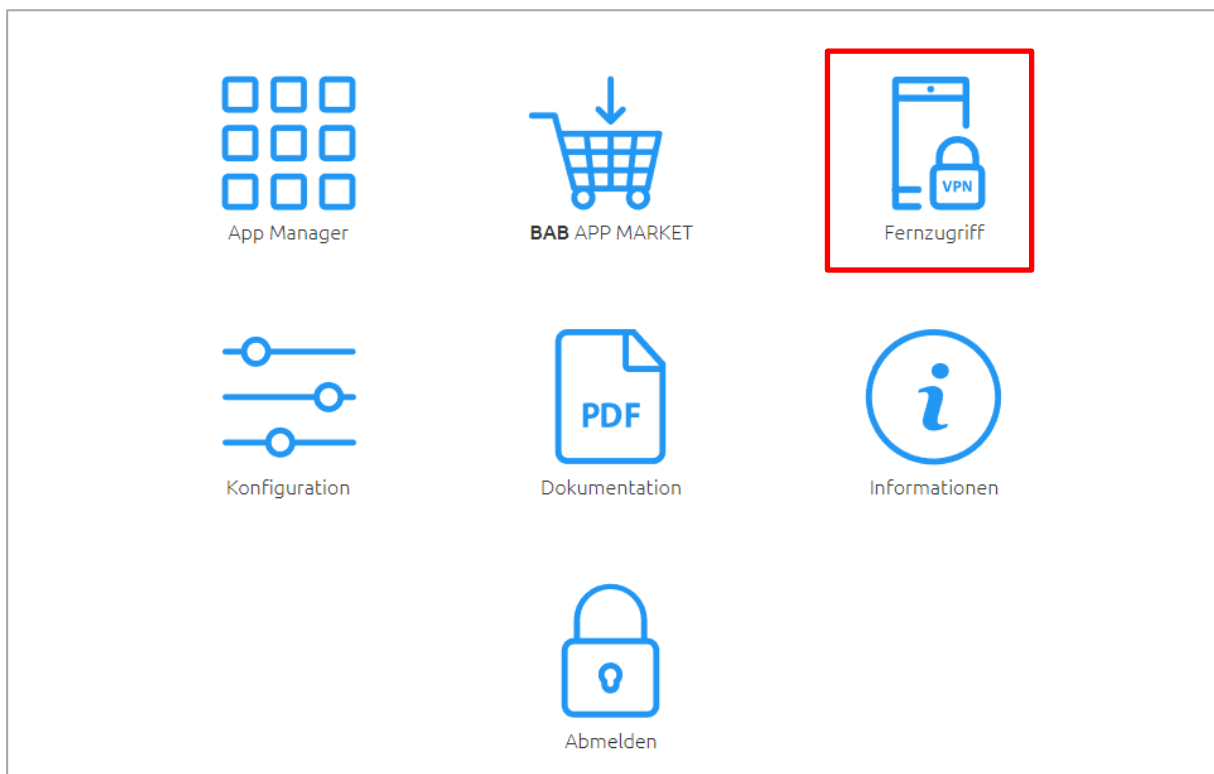 VPN
App Manager
BAB APP MARKET
Fernzugriff
PDF
i
Konfiguration
Dokumentation
Informationen
Abmelden